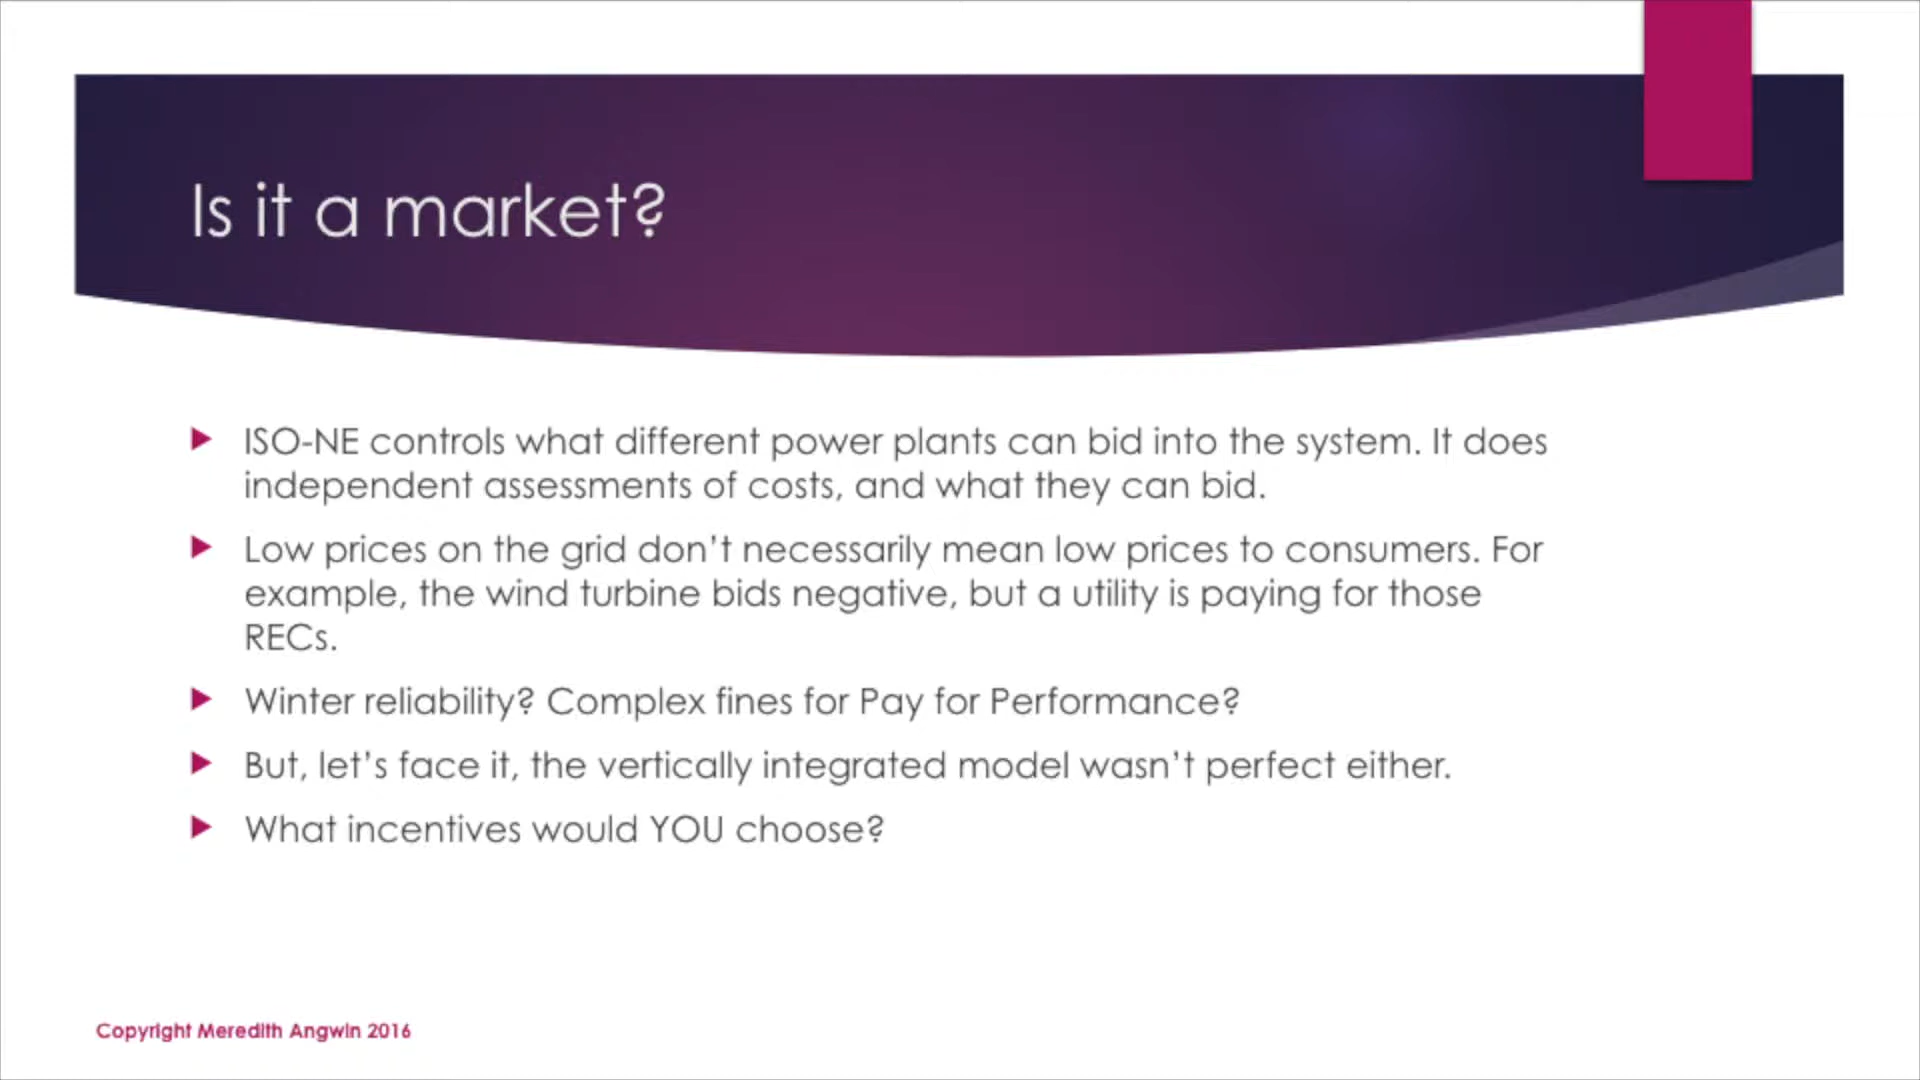 Is it a market?
ISO-NE controls what different power plants can bid into the system. It does
independent assessments of costs, and what they can bid.
Low prices on the grid don’t necessarily mean low prices to consumers. For
example, the wind turbine bids negative, but a utility is paying for those
RECs.
Winter reliability? Complex fines for Pay for Performance?
But, let’s face it, the vertically integrated model wasn’t perfect either.
What incentives would YOU choose?
Copyright Meredith Angwin 2016